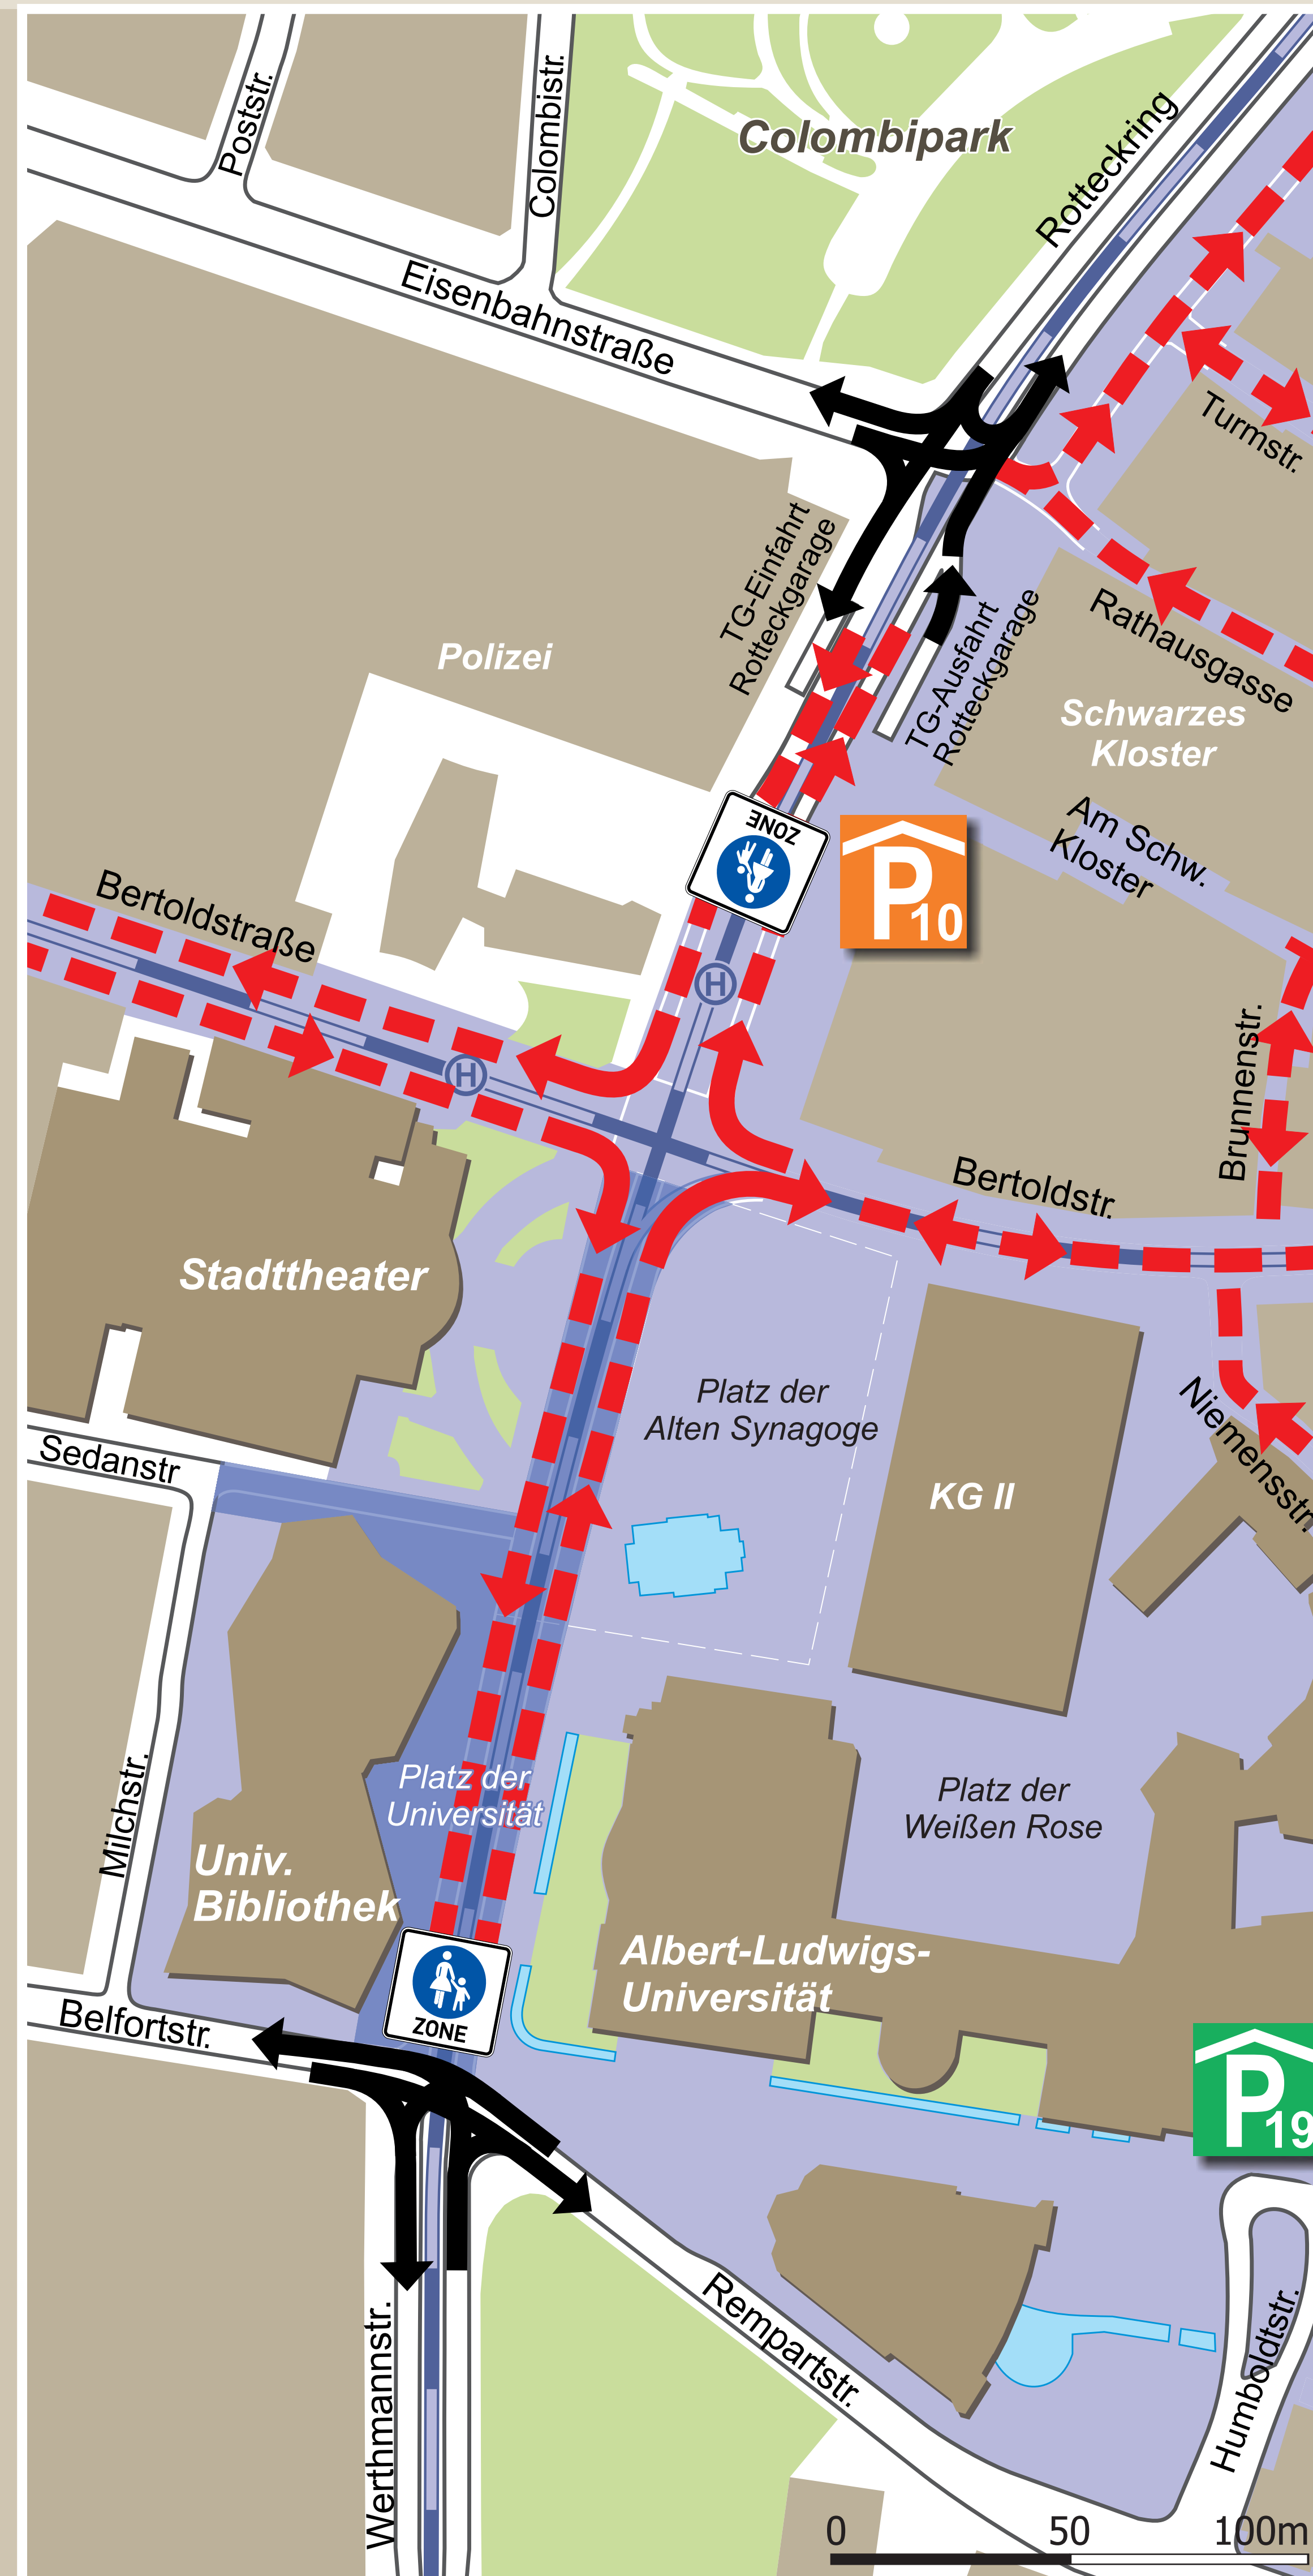 Poststr.
Colombistr.
Colombipark
Rotteckring
Eisenbahnstraße
Turmstr.
TG-Einfahrt
Rotteckgarage
TG-Ausfahrt
Rotteckgarage
Rathausgasse
Polizei
Schwarzes
Kloster
ZONE
P10
Am Schw.
Kloster
Bertoldstraße
H
H
Brunnenstr.
Bertoldstr.
Stadttheater
Platz der
Alten Synagoge
Niemensstr.
Sedanstr
KG II
Milchstr.
Platz der
Universität
Platz der
Weißen Rose
Univ.
Bibliothek
Albert-Ludwigs-
Universität
Belfortstr.
ZONE
P19
Rempartstr.
Humboldtstr.
Werthmannstr.
0 50 100m